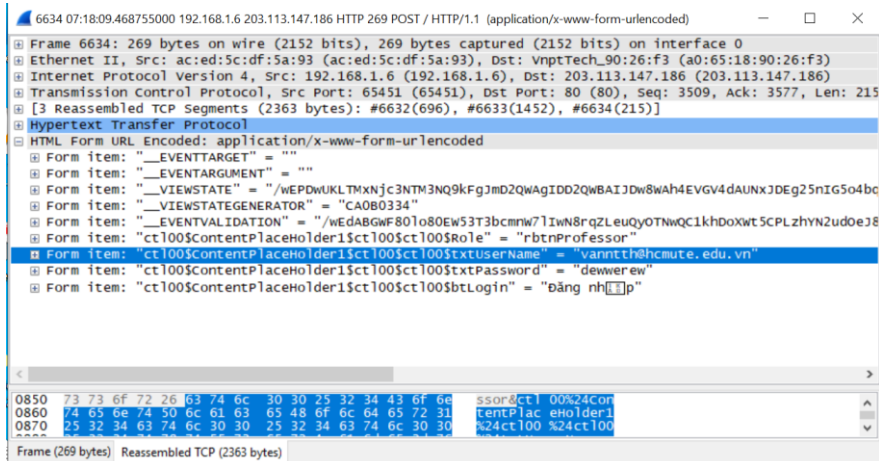 6634 07:18:09.468755000 192.168.1.6 203.113.147.186 HTTP 269 POST / HTTP/1.1 (application/x-www-form-urlencoded)
Frame 6634: 269 bytes on wire (2152 bits), 269 bytes captured (2152 bits) on interface 0
Ethernet II, Src: ac:ed:5c:df:5a:93 (ac:ed:5c:df:5a:93), Dst: VnptTech_90:26:f3 (a0:65:18:90:26:f3)
Internet Protocol Version 4, Src: 192.168.1.6 (192.168.1.6), Dst: 203.113.147.186 (203.113.147.186)
Transmission Control Protocol, Src Port: 65451 (65451), Dst Port: 80 (80), Seq: 3509, Ack: 3577, Len: 215
[3 Reassembled TCP Segments (2363 bytes): #6632(696), #6633(1452), #6634(215)]
Hypertext Transfer Protocol
HTML Form URL Encoded: application/x-www-form-urlencoded
Form item: "__EVENTTARGET" = ""
Form item: "__EVENTARGUMENT" = ""
Form item: "__VIEWSTATE" = "/wEPDwUKLTMxNjc3NTM3NQ9kFgJmD2QWAgIDD2QWBAIJDw8WAh4EVGV4dAUNxJDEg25nIG5o4bq
Form item: "__VIEWSTATEGENERATOR" = "CA0B0334"
Form item: "__EVENTVALIDATION" =
Form item: "ctl00$ContentPlaceHolder1$ctl00$ctl00$Role" = "rbtnProfessor"
Form item: "ctl00$ContentPlaceHolder1$ctl00$ctl00$txtUserName" = "vanntth@hcmute.edu.vn"
Form item: "ctl00$ContentPlaceHolder1$ctl00$ctl00$txtPassword" = "dewwerew"
Form item: "ctl00$ContentPlaceHolder1$ctl00$ctl00$btLogin" = "Đăng nh p"
0850 73 73 6f 72 26 63 74 6c 30 30 25 32 34 43 6f 6e ssor&ctl 00%24Con
0860 74 65 6e 74 50 6c 61 63 65 48 6f 6c 64 65 72 31 tentPlac eHolder1
0870 25 32 34 63 74 6c 30 30 25 32 34 63 74 6c 30 30 %24ctl00 %24ctl00
Frame (269 bytes) Reassembled TCP (2363 bytes)